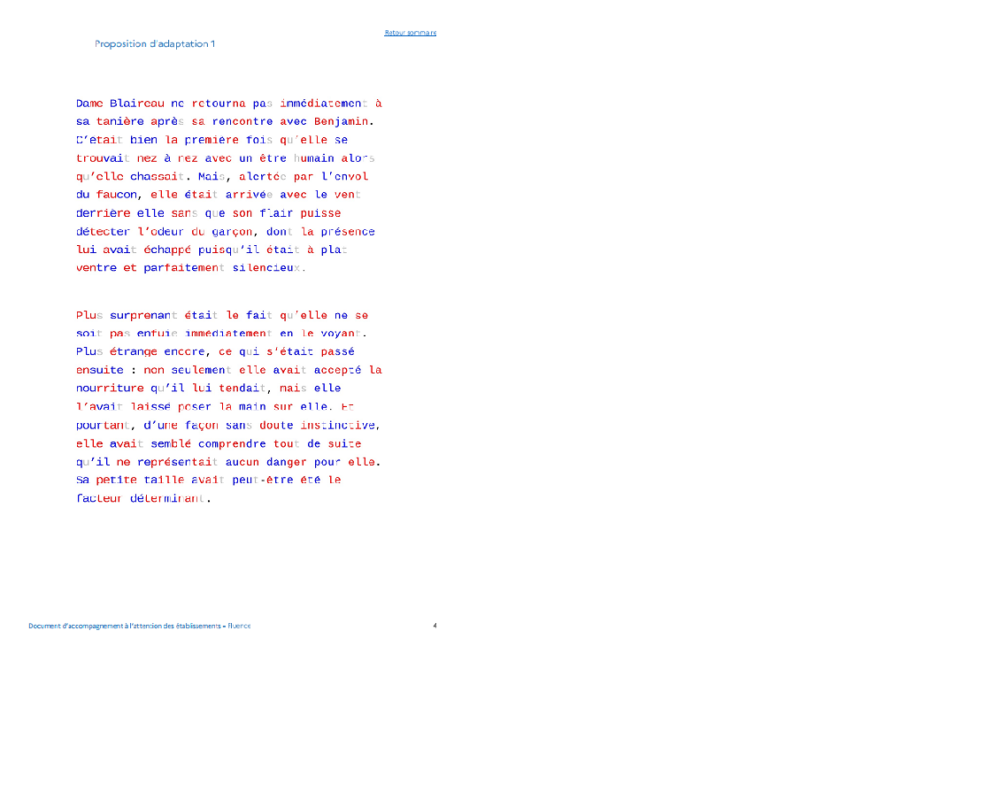 Retour sommaire
Proposition d'adaptation 1
Dame Blaireau ne retourna pas immédiatement à
sa tanière après sa rencontre avec Benjamin.
C’était bien la première fois qu’elle se
trouvait nez à nez avec un être humain alors
qu’elle chassait. Mais, alertée par l’envol
du faucon, elle était arrivée avec le vent
derrière elle sans que son flair puisse
détecter l’odeur du garçon, dont la présence
lui avait échappé puisqu’il était à plat
ventre et parfaitement silencieux.
Plus surprenant était le fait qu’elle ne se
soit pas enfuie immédiatement en le voyant.
Plus étrange encore, ce qui s’était passé
ensuite : non seulement elle avait accepté la
nourriture qu’il lui tendait, mais elle
l’avait laissé poser la main sur elle. Et
pourtant, d’une façon sans doute instinctive,
elle avait semblé comprendre tout de suite
qu’il ne représentait aucun danger pour elle.
Sa petite taille avait peut-être été le
facteur déterminant.
Document d'accompagnement à l'attention des établissements – Fluence
4